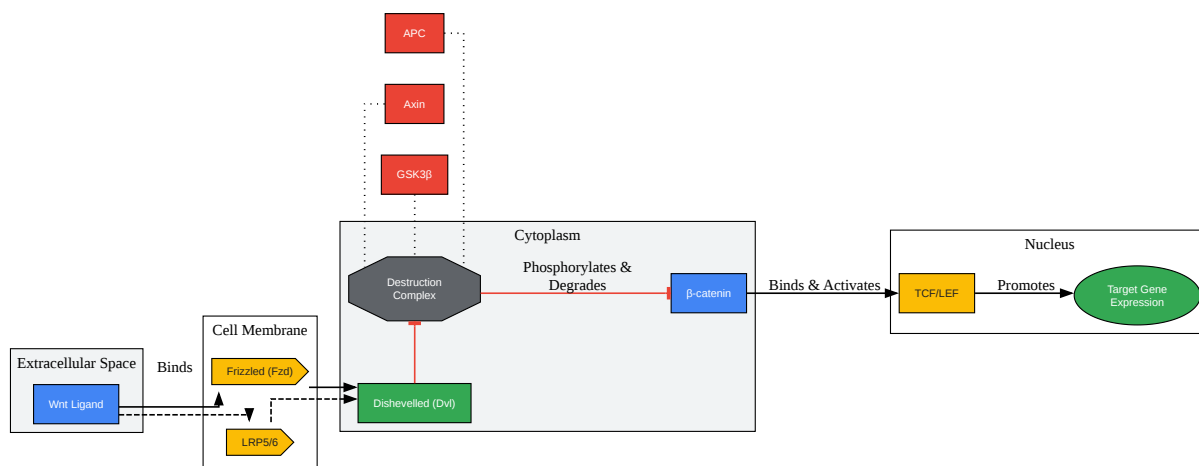 APC
Axin
GSK3β
Cytoplasm
Nucleus
Phosphorylates &
Degrades
Destruction
Complex
β-catenin
Binds & Activates
TCF/LEF
Promotes
Target Gene
Expression
Cell Membrane
Extracellular Space
Binds
Frizzled (Fzd)
Wnt Ligand
Dishevelled (Dvl)
LRP5/6